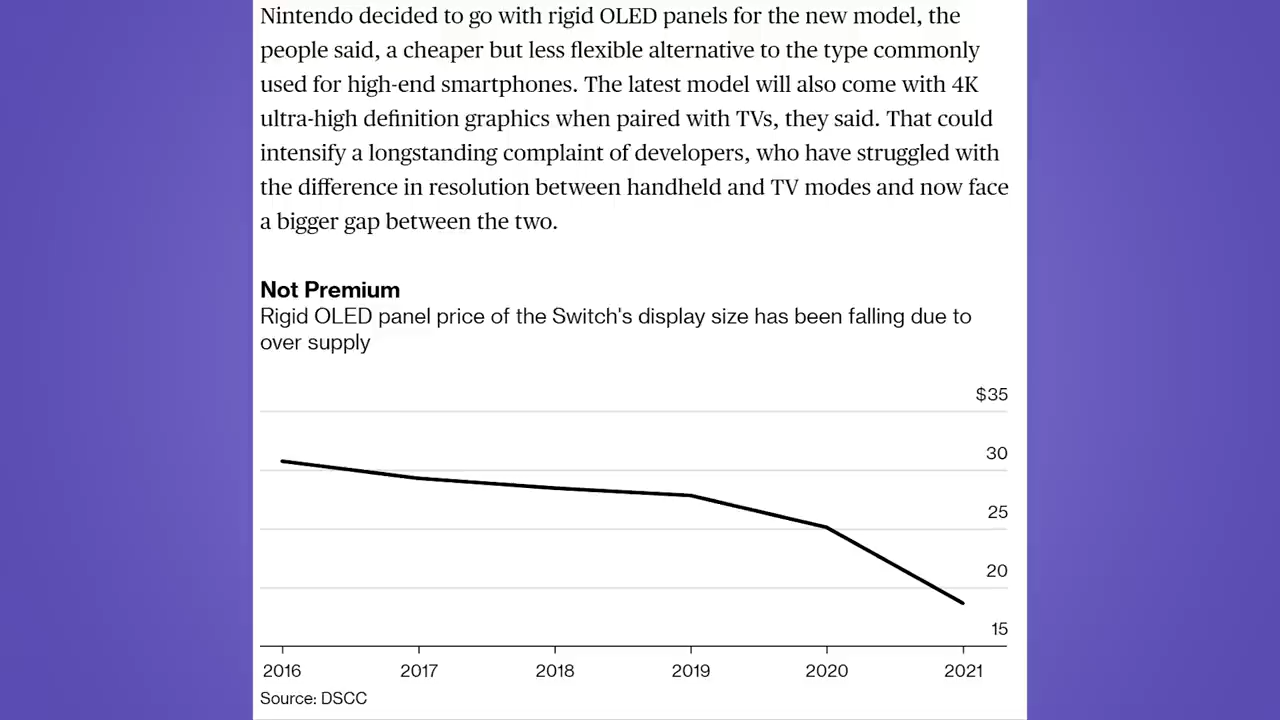 Nintendo decided to go with rigid OLED panels for the new model, the
people said, a cheaper but less flexible alternative to the type commonly
used for high-end smartphones. The latest model will also come with 4K
ultra-high definition graphics when paired with TVs, they said. That could
intensify a longstanding complaint of developers, who have struggled with
the difference in resolution between handheld and TV modes and now face
a bigger gap between the two.
Not Premium
Rigid OLED panel price of the Switch's display size has been falling due to
over supply
$35
30
25
20
15
2016 2017 2018 2019 2020 2021
Source: DSCC